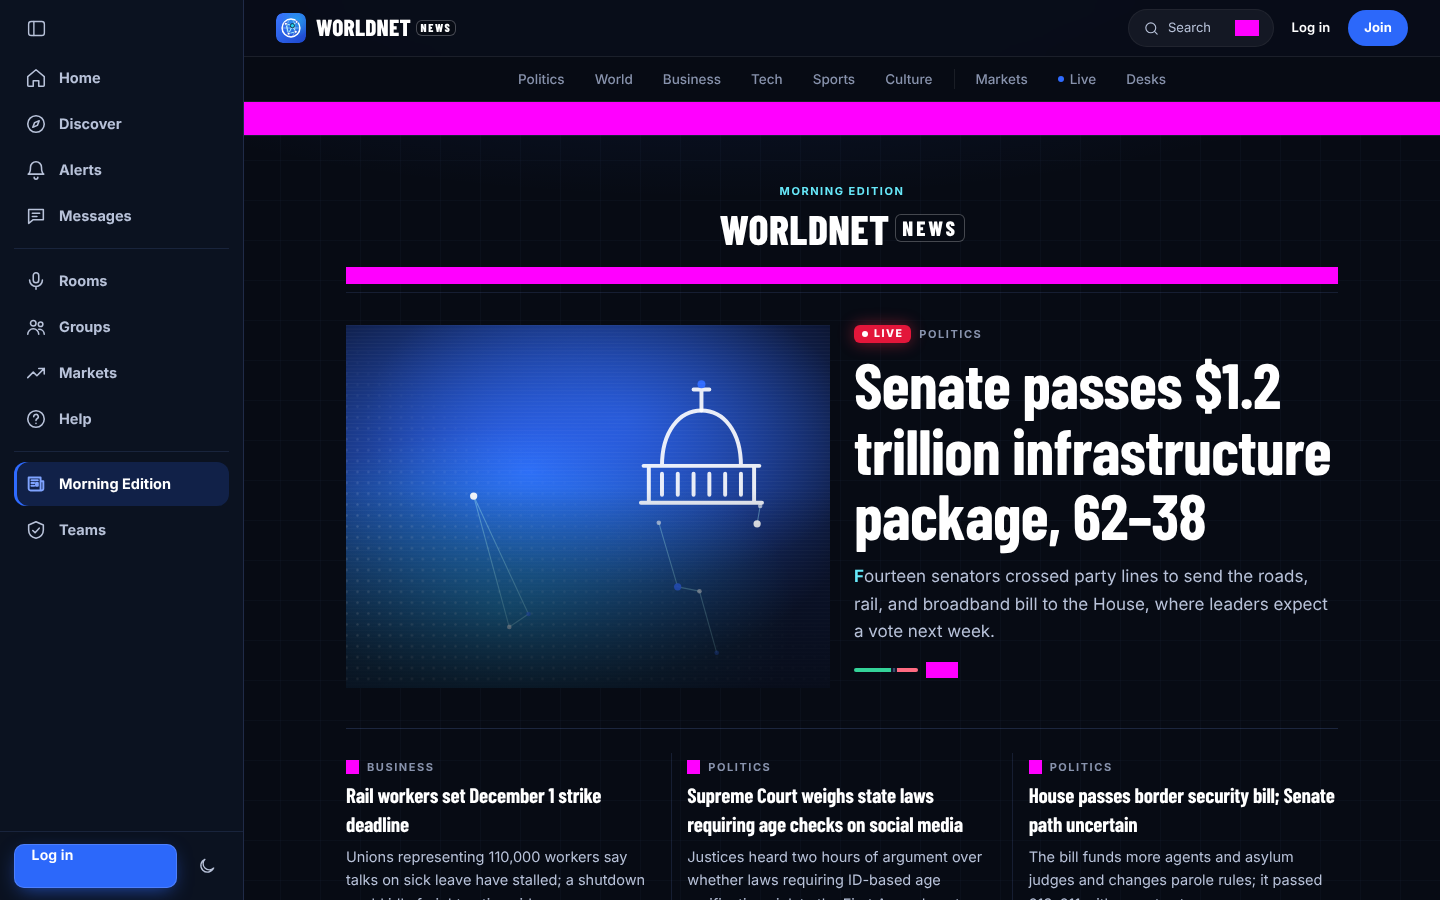 WORLDNET NEWS
Search
Log in
Join
Home
Discover
Alerts
Messages
Rooms
Groups
Markets
Help
Morning Edition
Teams
Log in
Politics World Business Tech Sports Culture Markets Live Desks
MORNING EDITION
WORLDNET NEWS
LIVE POLITICS
Senate passes $1.2
trillion infrastructure
package, 62–38
Fourteen senators crossed party lines to send the roads,
rail, and broadband bill to the House, where leaders expect
a vote next week.
BUSINESS
Rail workers set December 1 strike
deadline
Unions representing 110,000 workers say
talks on sick leave have stalled; a shutdown
POLITICS
Supreme Court weighs state laws
requiring age checks on social media
Justices heard two hours of argument over
whether laws requiring ID-based age
POLITICS
House passes border security bill; Senate
path uncertain
The bill funds more agents and asylum
judges and changes parole rules; it passed